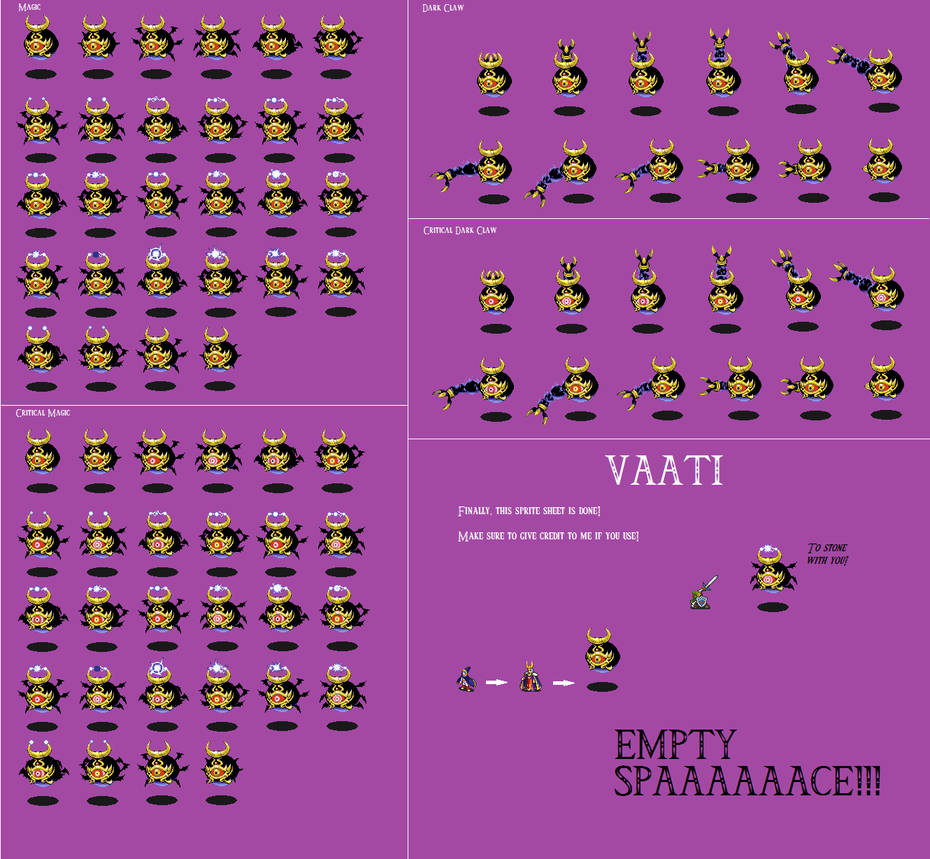 Magic
Dark Claw
Critical Dark Claw
Critical Magic
VAATI
Finally, this sprite sheet is done!
Make sure to give credit to me if you use!
To stone
with you!
EMPTY
SPAAAAAACE!!!